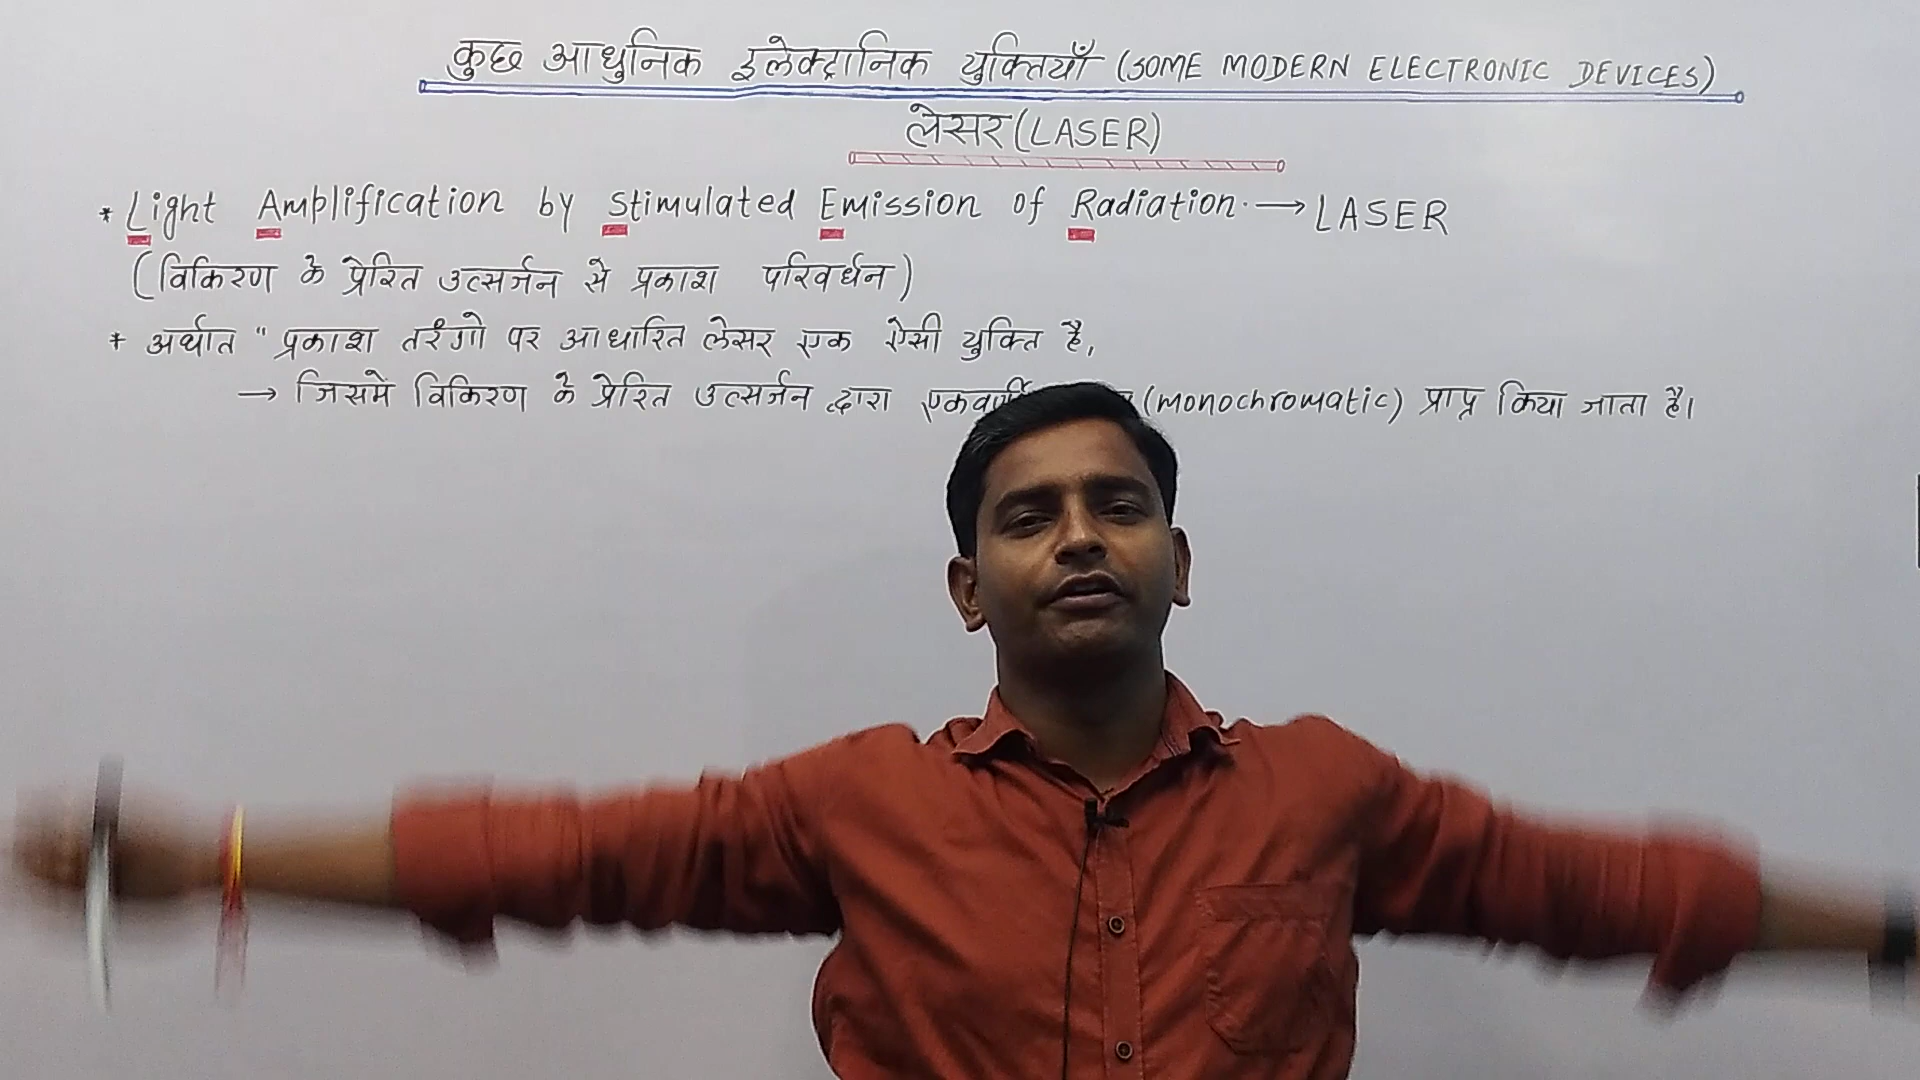 कुछ आधुनिक इलेक्ट्रानिक युक्तियाँ (SOME MODERN ELECTRONIC DEVICES)
लेसर (LASER)
* Light Amplification by Stimulated Emission of Radiation. → LASER
(विकिरण के प्रेरित उत्सर्जन से प्रकाश परिवर्धन)
* अर्थात " प्रकाश तरंगो पर आधारित लेसर एक ऐसी युक्ति है,
→ जिसमे विकिरण के प्रेरित उत्सर्जन द्वारा (monochromatic) प्राप्त किया जाता है।